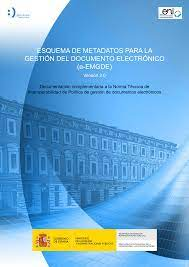 eni
ESQUEMA DE METADATOS PARA LA
GESTIÓN DEL DOCUMENTO ELECTRÓNICO
(e-EMGDE)
Versión 2.0
Documentación complementaria a la Norma Técnica de
Interoperabilidad de Política de gestión de documentos electrónicos
GOBIERNO
DE ESPAÑA
MINISTERIO
DE HACIENDA
Y ADMINISTRACIONES PÚBLICAS